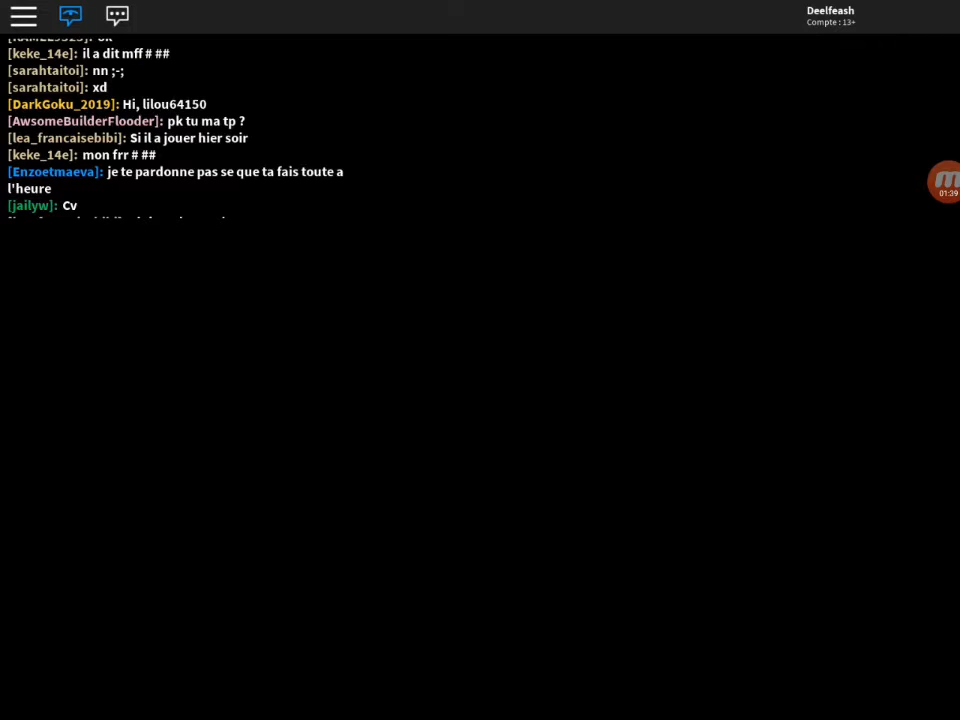 Deelfeash
Compte : 13+
[keke_14e]: il a dit mff # ##
[sarahtaitoi]: nn ;-;
[sarahtaitoi]: xd
[DarkGoku_2019]: Hi, lilou64150
[AwsomeBuilderFlooder]: pk tu ma tp ?
[lea_francaisebibi]: Si il a jouer hier soir
[keke_14e]: mon frr # ##
[Enzoetmaeva]: je te pardonne pas se que ta fais toute a
l'heure
[jailyw]: Cv
01:39